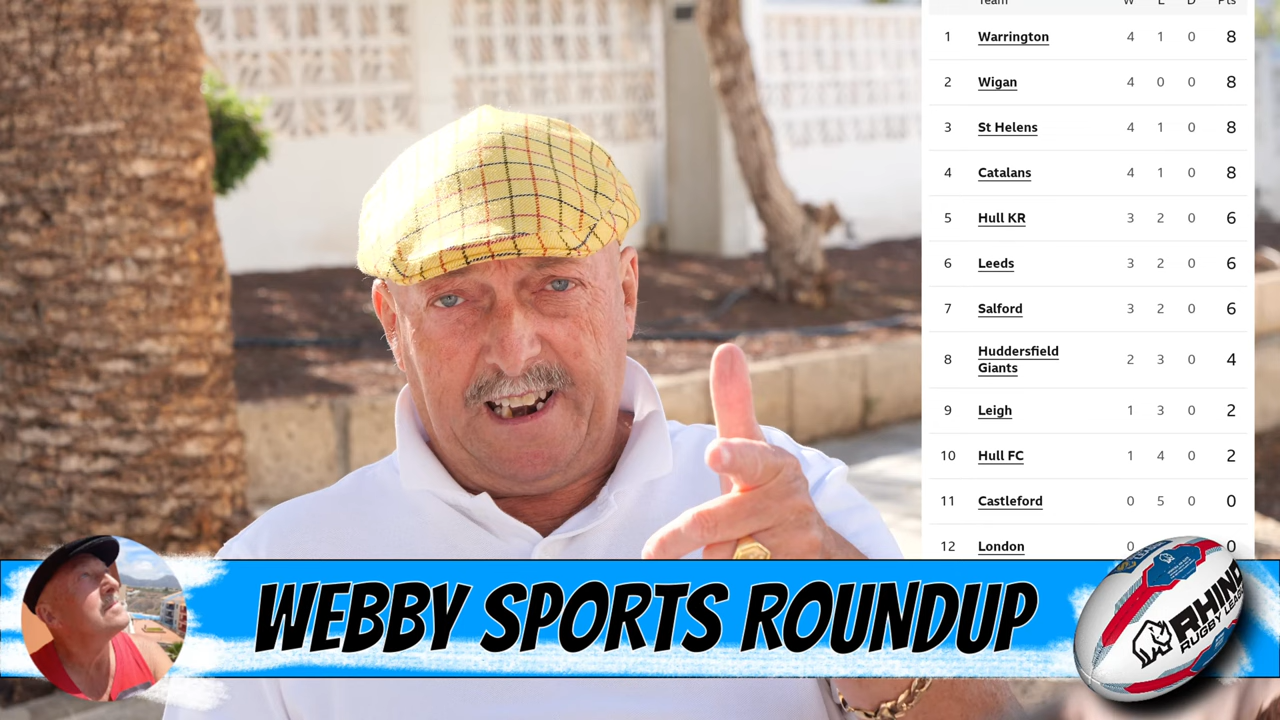 Team W L D Pts
1 Warrington 4 1 0 8
2 Wigan 4 0 0 8
3 St Helens 4 1 0 8
4 Catalans 4 1 0 8
5 Hull KR 3 2 0 6
6 Leeds 3 2 0 6
7 Salford 3 2 0 6
8 Huddersfield
Giants 2 3 0 4
9 Leigh 1 3 0 2
10 Hull FC 1 4 0 2
11 Castleford 0 5 0 0
12 London 0 0
WEBBY SPORTS ROUNDUP
RHINO
RUGBY LEAGUE